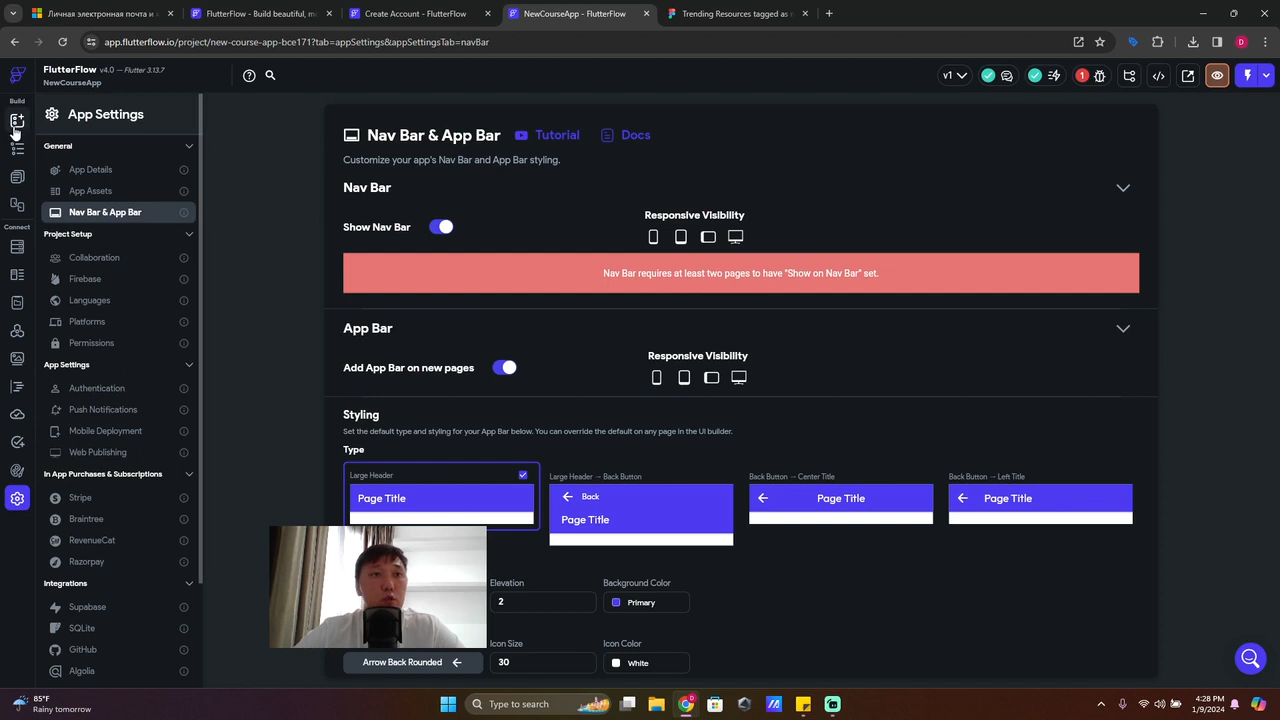 Личная электронная почта и
FlutterFlow - Build beautiful, m
Create Account - FlutterFlow
NewCourseApp - FlutterFlow
Trending Resources tagged as
app.flutterflow.io/project/new-course-app-bce171?tab=appSettings&appSettingsTab=navBar
D
FlutterFlow v4.0 — Flutter 3.13.7
NewCourseApp
v1
1
Build
Connect
App Settings
General
App Details
App Assets
Nav Bar & App Bar
Project Setup
Collaboration
Firebase
Languages
Platforms
Permissions
App Settings
Authentication
Push Notifications
Mobile Deployment
Web Publishing
In App Purchases & Subscriptions
Stripe
Braintree
RevenueCat
Razorpay
Integrations
Supabase
SQLite
GitHub
Algolia
Nav Bar & App Bar Tutorial Docs
Customize your app's Nav Bar and App Bar styling.
Nav Bar
Show Nav Bar
Responsive Visibility
Nav Bar requires at least two pages to have "Show on Nav Bar" set.
App Bar
Add App Bar on new pages
Responsive Visibility
Styling
Set the default type and styling for your App Bar below. You can override the default on any page in the UI builder.
Type
Large Header
Page Title
Large Header → Back Button
Back
Page Title
Back Button → Center Title
Page Title
Back Button → Left Title
Page Title
Elevation
2
Background Color
Primary
Arrow Back Rounded
Icon Size
30
Icon Color
White
85°F
Rainy tomorrow
Type to search
4:28 PM
1/9/2024